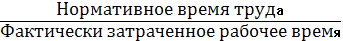 Нормативное время труда
Фактически затраченное рабочее время